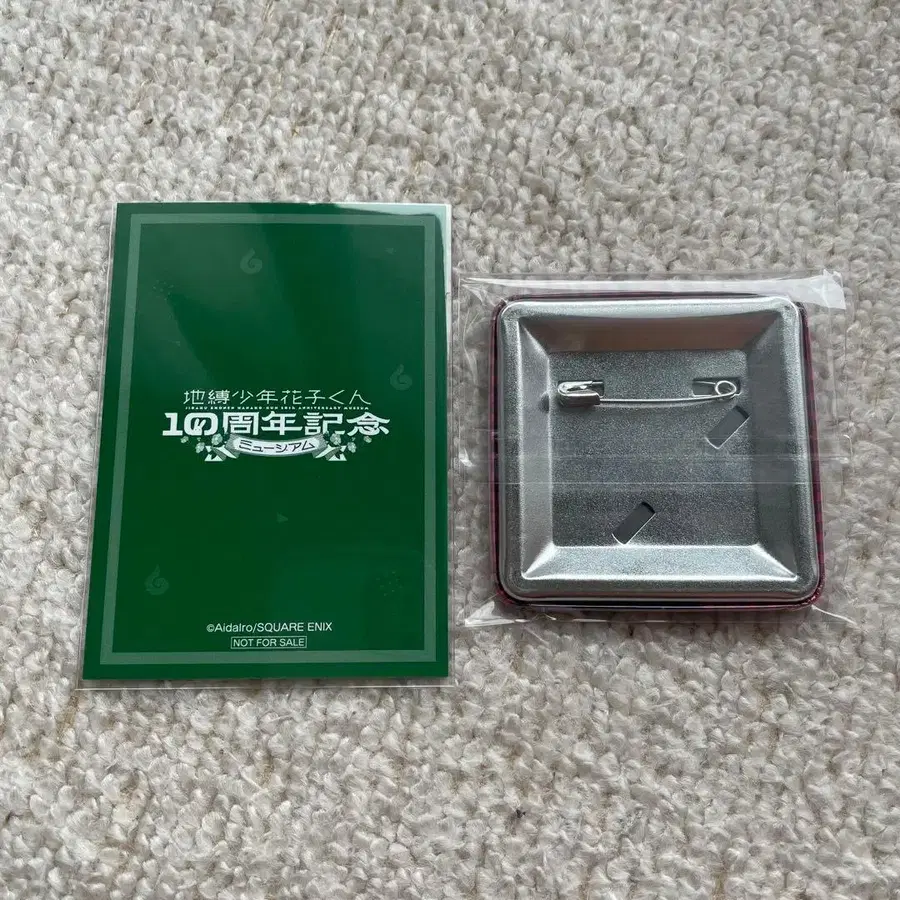 地縛少年花子くん
JIBAKU SHONEN HANAKO-KUN 10TH ANNIVERSARY MUSEUM
10周年記念
ミュージアム
©AidaIro/SQUARE ENIX
NOT FOR SALE